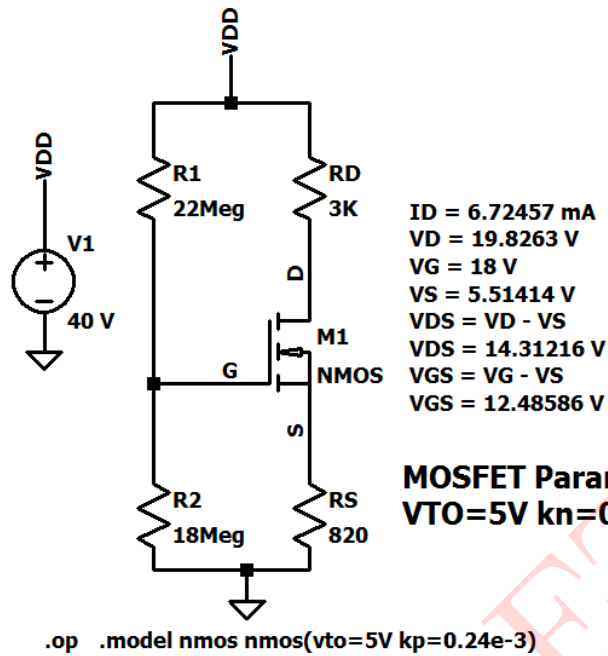 VDD
VDD
R1
22Meg
RD
3K
V1
40 V
D
G
M1
NMOS
S
R2
18Meg
RS
820
ID = 6.72457 mA
VD = 19.8263 V
VG = 18 V
VS = 5.51414 V
VDS = VD - VS
VDS = 14.31216 V
VGS = VG - VS
VGS = 12.48586 V
MOSFET
VTO=5V
.op .model nmos nmos(vto=5V kp=0.24e-3)